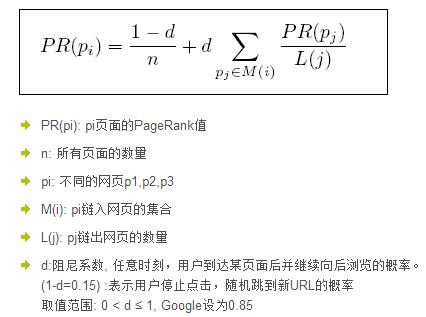 PR(p_i) = \frac{1-d}{n} + d \sum_{p_j \in M(i)} \frac{PR(p_j)}{L(j)}
PR(pi): pi页面的PageRank值
n: 所有页面的数量
pi: 不同的网页p1,p2,p3
M(i): pi链入网页的集合
L(j): pj链出网页的数量
d:阻尼系数, 任意时刻，用户到达某页面后并继续向后浏览的概率。
(1-d=0.15) :表示用户停止点击，随机跳到新URL的概率
取值范围: 0 < d ≤ 1, Google设为0.85